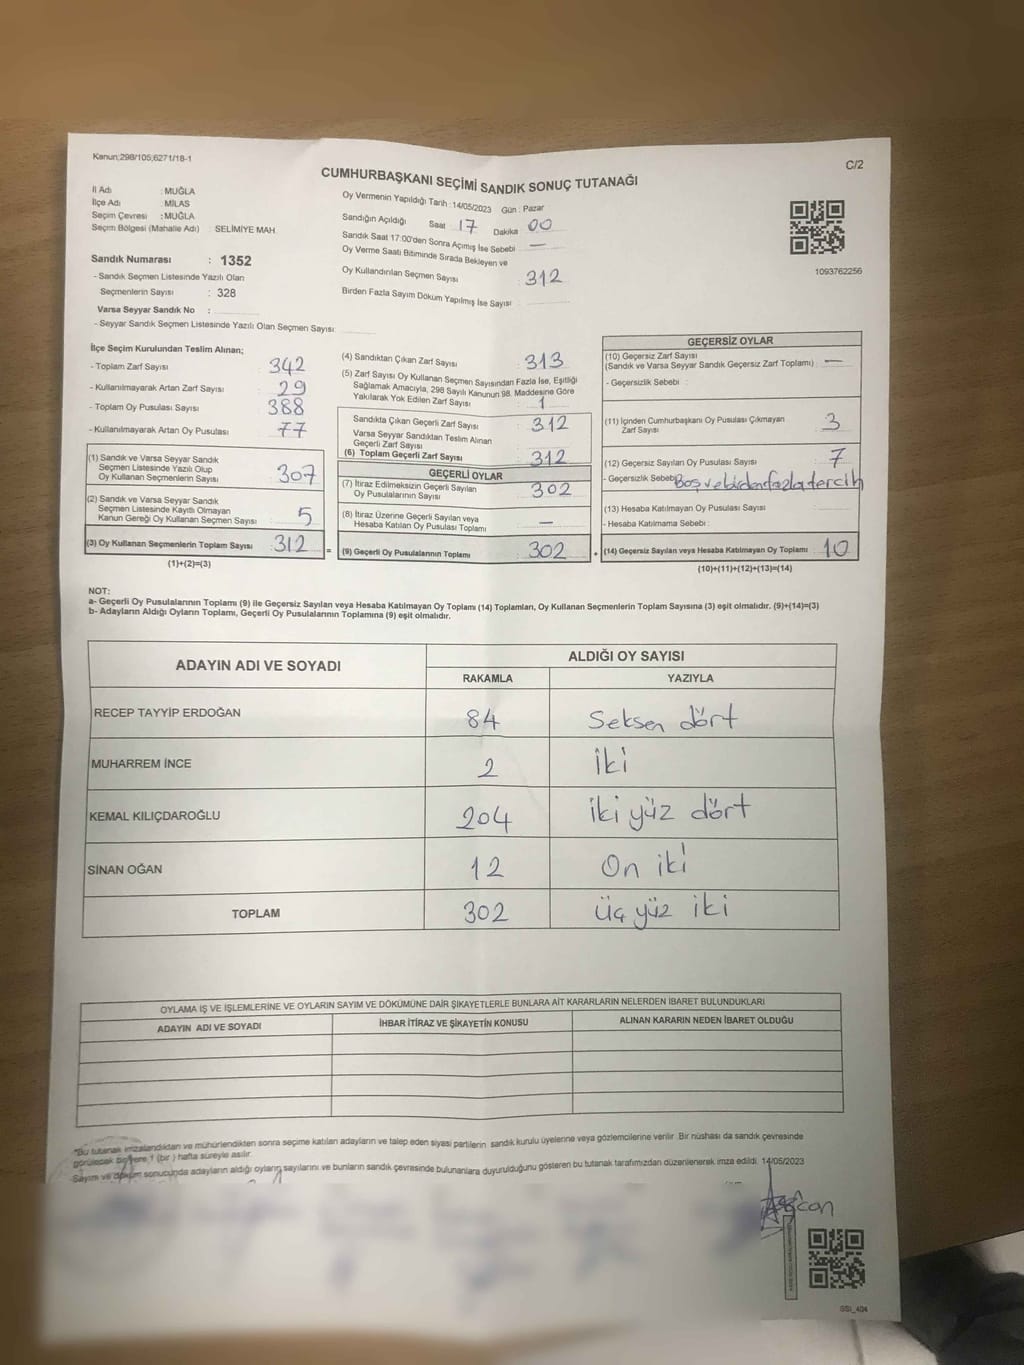 Kanun:298/105;6271/18-1
C/2
CUMHURBAŞKANI SEÇİMİ SANDIK SONUÇ TUTANAĞI
İl Adı : MUĞLA
İlçe Adı : MİLAS
Seçim Çevresi : MUĞLA
Seçim Bölgesi (Mahalle Adı) : SELİMİYE MAH.
Sandık Numarası : 1352
- Sandık Seçmen Listesinde Yazılı Olan
Seçmenlerin Sayısı : 328
Varsa Seyyar Sandık No :
- Seyyar Sandık Seçmen Listesinde Yazılı Olan Seçmen Sayısı:
Oy Vermenin Yapıldığı Tarih :14/05/2023 Gün : Pazar
Sandığın Açıldığı Saat 17 Dakika 00
Sandık Saat 17:00'den Sonra Açımış İse Sebebi —
Oy Verme Saati Bitiminde Sırada Bekleyen ve
Oy Kullandırılan Seçmen Sayısı : 312
Birden Fazla Sayım Döküm Yapılmış İse Sayısı :
1093762256
İlçe Seçim Kurulundan Teslim Alınan;
- Toplam Zarf Sayısı : 342
- Kullanılmayarak Artan Zarf Sayısı : 29
- Toplam Oy Pusulası Sayısı : 388
- Kullanılmayarak Artan Oy Pusulası : 77
(1) Sandık ve Varsa Seyyar Sandık
Seçmen Listesinde Yazılı Olup
Oy Kullanan Seçmenlerin Sayısı : 307
(2) Sandık ve Varsa Seyyar Sandık
Seçmen Listesinde Kayıtlı Olmayan
Kanun Gereği Oy Kullanan Seçmen Sayısı : 5
(3) Oy Kullanan Seçmenlerin Toplam Sayısı : 312 =
(1)+(2)=(3)
(4) Sandıktan Çıkan Zarf Sayısı : 313
(5) Zarf Sayısı Oy Kullanan Seçmen Sayısından Fazla İse, Eşitliği
Sağlamak Amacıyla, 298 Sayılı Kanunun 98. Maddesine Göre
Yakılarak Yok Edilen Zarf Sayısı : 1
Sandıkta Çıkan Geçerli Zarf Sayısı : 312
Varsa Seyyar Sandıktan Teslim Alınan
Geçerli Zarf Sayısı
(6) Toplam Geçerli Zarf Sayısı : 312
GEÇERLİ OYLAR
(7) İtiraz Edilmeksizin Geçerli Sayılan
Oy Pusulalarının Sayısı : 302
(8) İtiraz Üzerine Geçerli Sayılan veya
Hesaba Katılan Oy Pusulası Toplamı : —
(9) Geçerli Oy Pusulalarının Toplamı : 302 +
GEÇERSİZ OYLAR
(10) Geçersiz Zarf Sayısı
(Sandık ve Varsa Seyyar Sandık Geçersiz Zarf Toplamı) : —
- Geçersizlik Sebebi :
(11) İçinden Cumhurbaşkanı Oy Pusulası Çıkmayan
Zarf Sayısı : 3
(12) Geçersiz Sayılan Oy Pusulası Sayısı : 7
- Geçersizlik Sebebi : Boş ve birden fazla tercih
(13) Hesaba Katılmayan Oy Pusulası Sayısı :
- Hesaba Katılmama Sebebi :
(14) Geçersiz Sayılan veya Hesaba Katılmayan Oy Toplamı : 10
(10)+(11)+(12)+(13)=(14)
NOT:
a- Geçerli Oy Pusulalarının Toplamı (9) ile Geçersiz Sayılan veya Hesaba Katılmayan Oy Toplamı (14) Toplamları, Oy Kullanan Seçmenlerin Toplam Sayısına (3) eşit olmalıdır. (9)+(14)=(3)
b- Adayların Aldığı Oyların Toplamı, Geçerli Oy Pusulalarının Toplamına (9) eşit olmalıdır.
ADAYIN ADI VE SOYADI
ALDIĞI OY SAYISI
RAKAMLA YAZIYLA
RECEP TAYYİP ERDOĞAN 84 Seksen dört
MUHARREM İNCE 2 İki
KEMAL KILIÇDAROĞLU 204 İki yüz dört
SİNAN OĞAN 12 On iki
TOPLAM 302 Üç yüz iki
OYLAMA İŞ VE İŞLEMLERİNE VE OYLARIN SAYIM VE DÖKÜMÜNE DAİR ŞİKAYETLERLE BUNLARA AİT KARARLARIN NELERDEN İBARET BULUNDUKLARI
ADAYIN ADI VE SOYADI İHBAR İTİRAZ VE ŞİKAYETİN KONUSU ALINAN KARARIN NEDEN İBARET OLDUĞU
*Bu tutanak imzalandıktan ve mühürlendikten sonra seçime katılan adayların ve talep eden siyasi partilerin sandık kurulu üyelerine veya gözlemcilerine verilir. Bir nüshası da sandık çevresinde
görülecek bir yere 1 (bir ) hafta süreyle asılır.
Sayım ve döküm sonucunda adayların aldığı oyların sayılarını ve bunların sandık çevresinde bulunanlara duyurulduğunu gösteren bu tutanak tarafımızdan düzenlenerek imza edildi. 14/05/2023
SSI_404